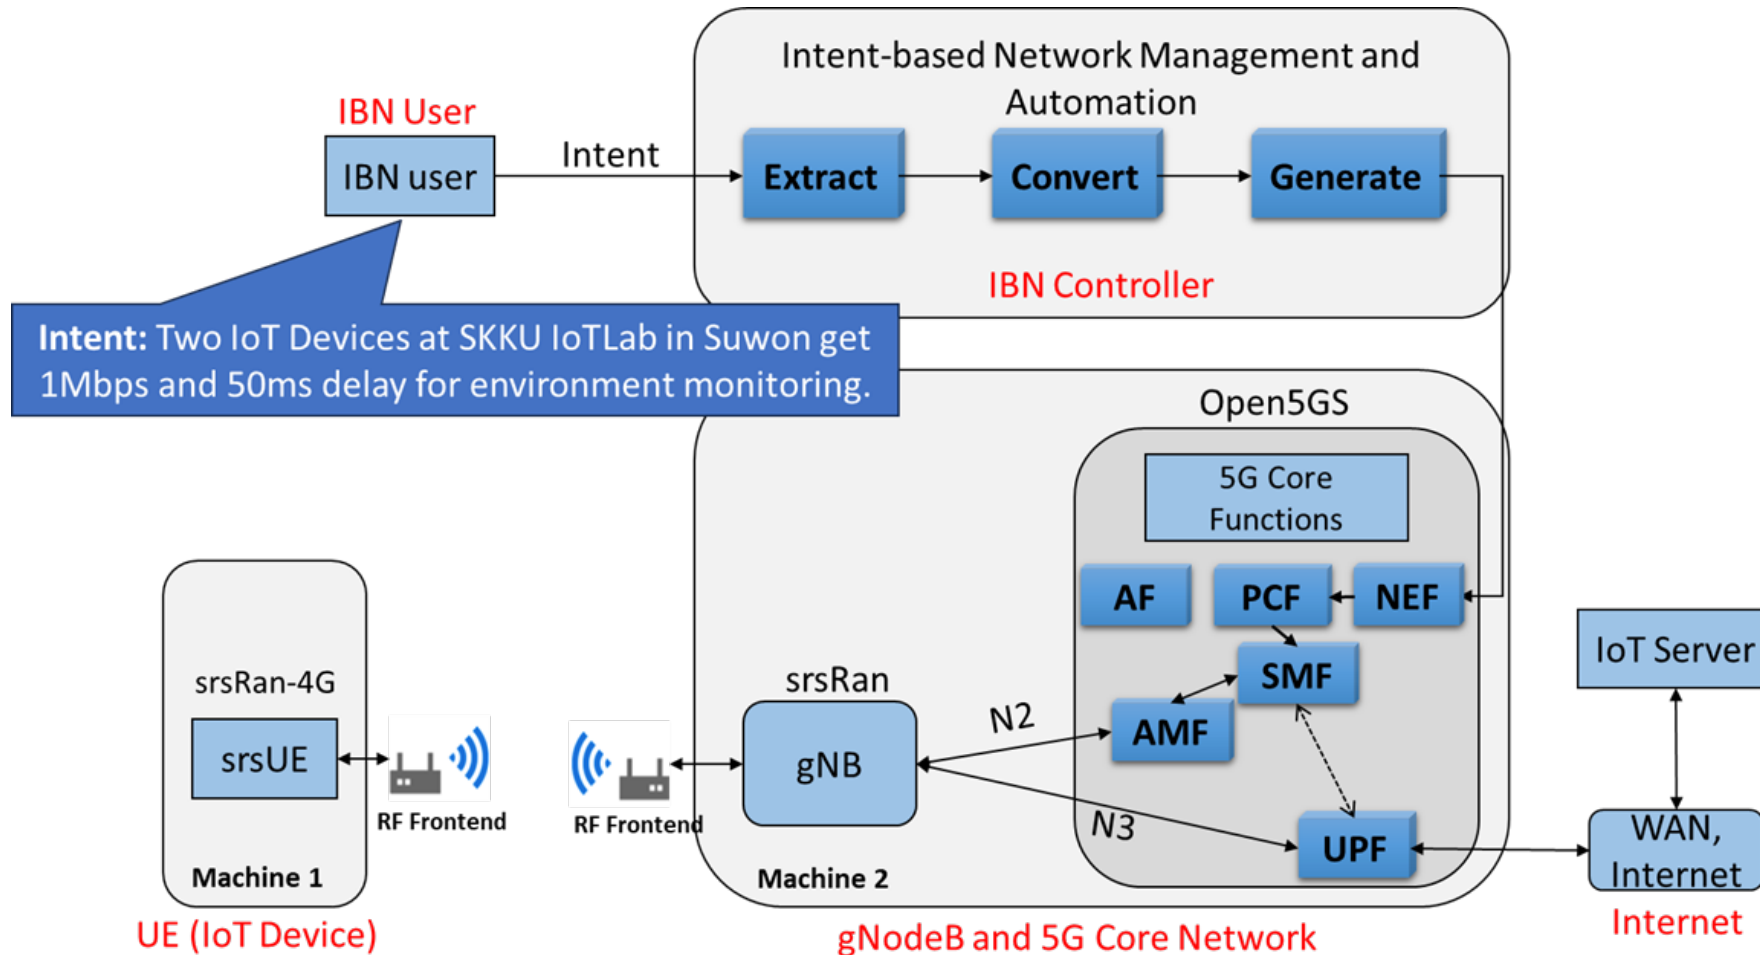 Intent-based Network Management and
Automation
IBN User
IBN user
Intent
Extract
Convert
Generate
IBN Controller
Intent: Two IoT Devices at SKKU IoTLab in Suwon get
1Mbps and 50ms delay for environment monitoring.
Open5GS
5G Core
Functions
AF
PCF
NEF
SMF
AMF
UPF
srsRan-4G
srsUE
RF Frontend
Machine 1
UE (IoT Device)
RF Frontend
srsRan
gNB
N2
N3
Machine 2
gNodeB and 5G Core Network
IoT Server
WAN,
Internet
Internet